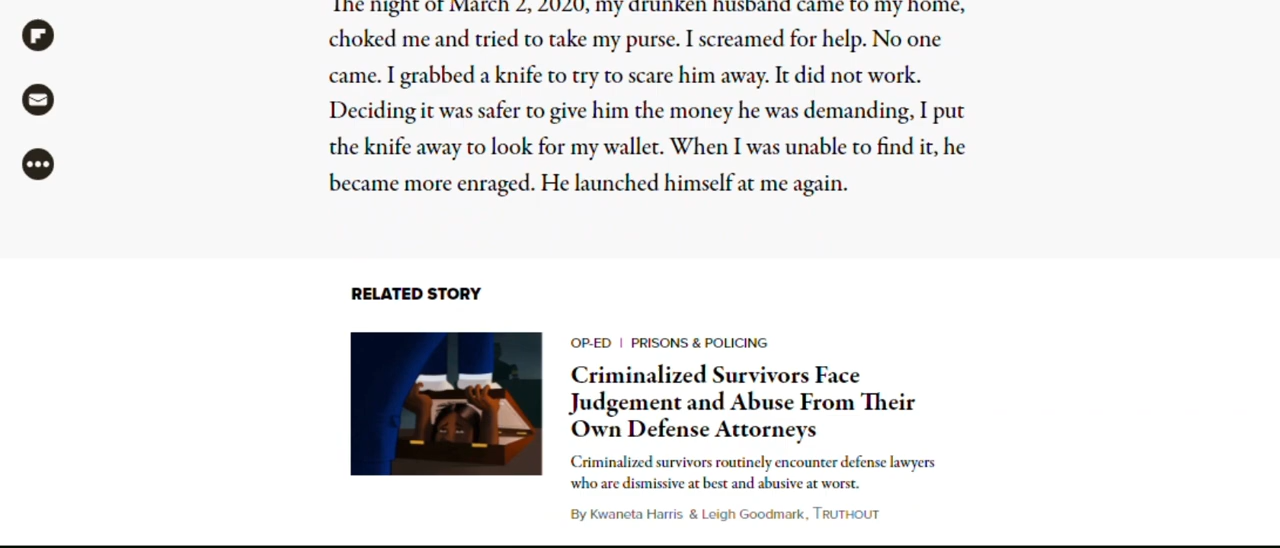 The night of March 2, 2020, my drunken husband came to my home,
choked me and tried to take my purse. I screamed for help. No one
came. I grabbed a knife to try to scare him away. It did not work.
Deciding it was safer to give him the money he was demanding, I put
the knife away to look for my wallet. When I was unable to find it, he
became more enraged. He launched himself at me again.
RELATED STORY
OP-ED | PRISONS & POLICING
Criminalized Survivors Face
Judgement and Abuse From Their
Own Defense Attorneys
Criminalized survivors routinely encounter defense lawyers
who are dismissive at best and abusive at worst.
By Kwaneta Harris & Leigh Goodmark, TRUTHOUT